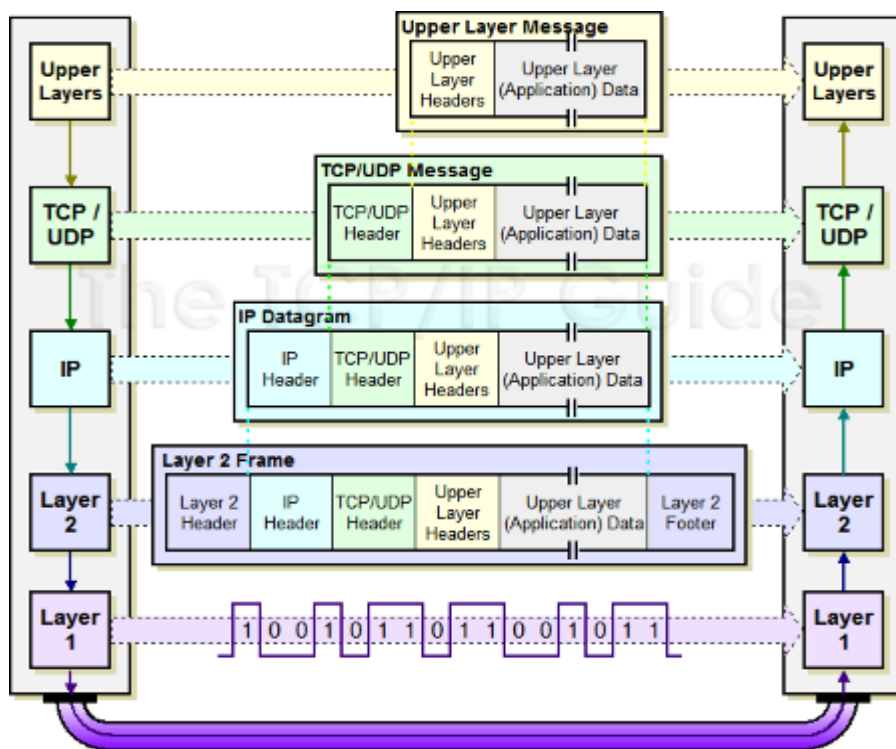 Upper Layer Message
Upper
Layers
Upper
Layer
Headers
Upper Layer
(Application) Data
Upper
Layers
TCP/UDP Message
TCP /
UDP
TCP/UDP
Header
Upper
Layer
Headers
Upper Layer
(Application) Data
TCP /
UDP
The TCP/IP Guide
IP Datagram
IP
IP
Header
TCP/UDP
Header
Upper
Layer
Headers
Upper Layer
(Application) Data
IP
Layer 2 Frame
Layer
2
Layer 2
Header
IP
Header
TCP/UDP
Header
Upper
Layer
Headers
Upper Layer
(Application) Data
Layer 2
Footer
Layer
2
Layer
1
1 0 0 1 0 1 1 0 1 1 0 0 1 0 1 1
Layer
1